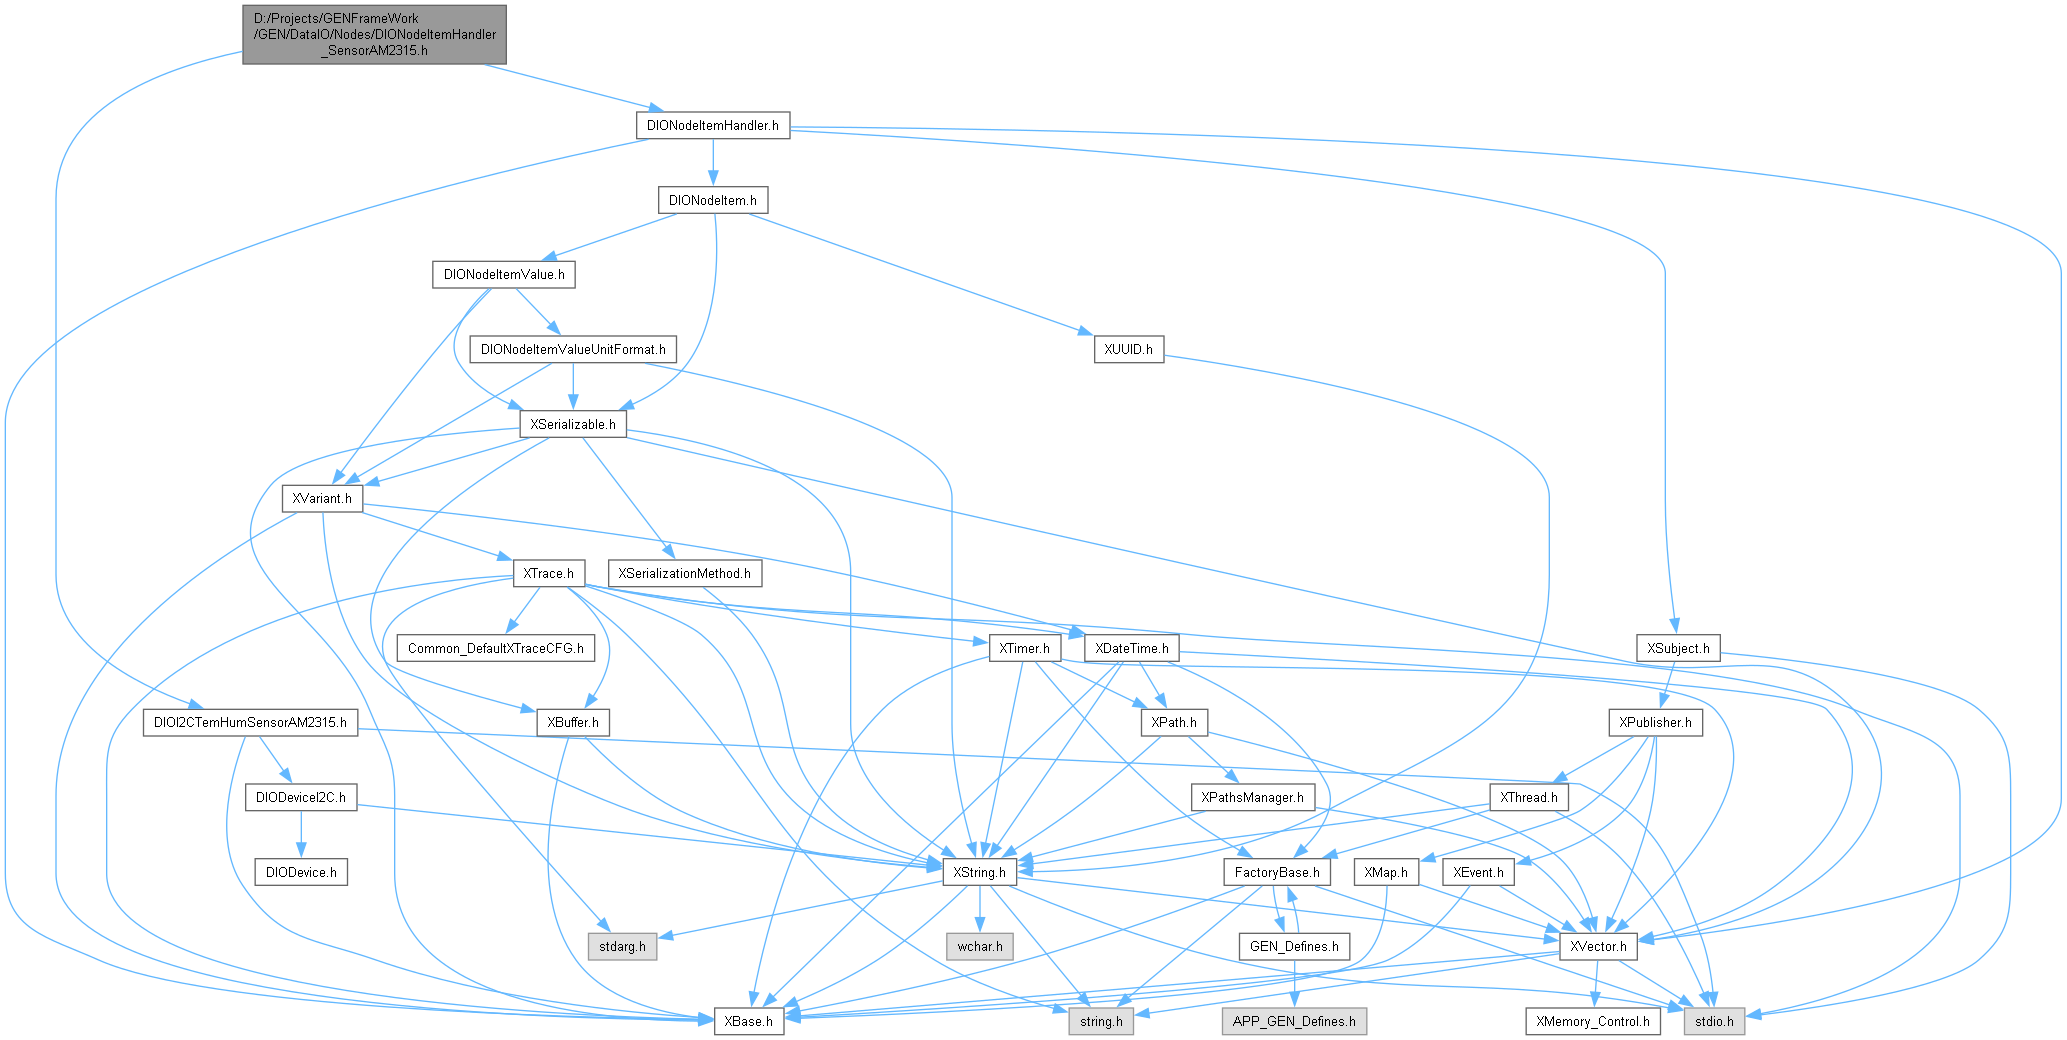 D:/Projects/GENFrameWork
/GEN/DataIO/Nodes/DIONodeItemHandler
_SensorAM2315.h
DIONodeItemHandler.h
DIONodeItem.h
DIONodeItemValue.h
DIONodeItemValueUnitFormat.h
XUUID.h
XSerializable.h
XVariant.h
XTrace.h
XSerializationMethod.h
Common_DefaultXTraceCFG.h
XTimer.h
XDateTime.h
XSubject.h
DIOI2CTemHumSensorAM2315.h
XBuffer.h
XPath.h
XPublisher.h
DIODeviceI2C.h
XPathsManager.h
XThread.h
DIODevice.h
XString.h
FactoryBase.h
XMap.h
XEvent.h
stdarg.h
wchar.h
GEN_Defines.h
XVector.h
XBase.h
string.h
APP_GEN_Defines.h
XMemory_Control.h
stdio.h